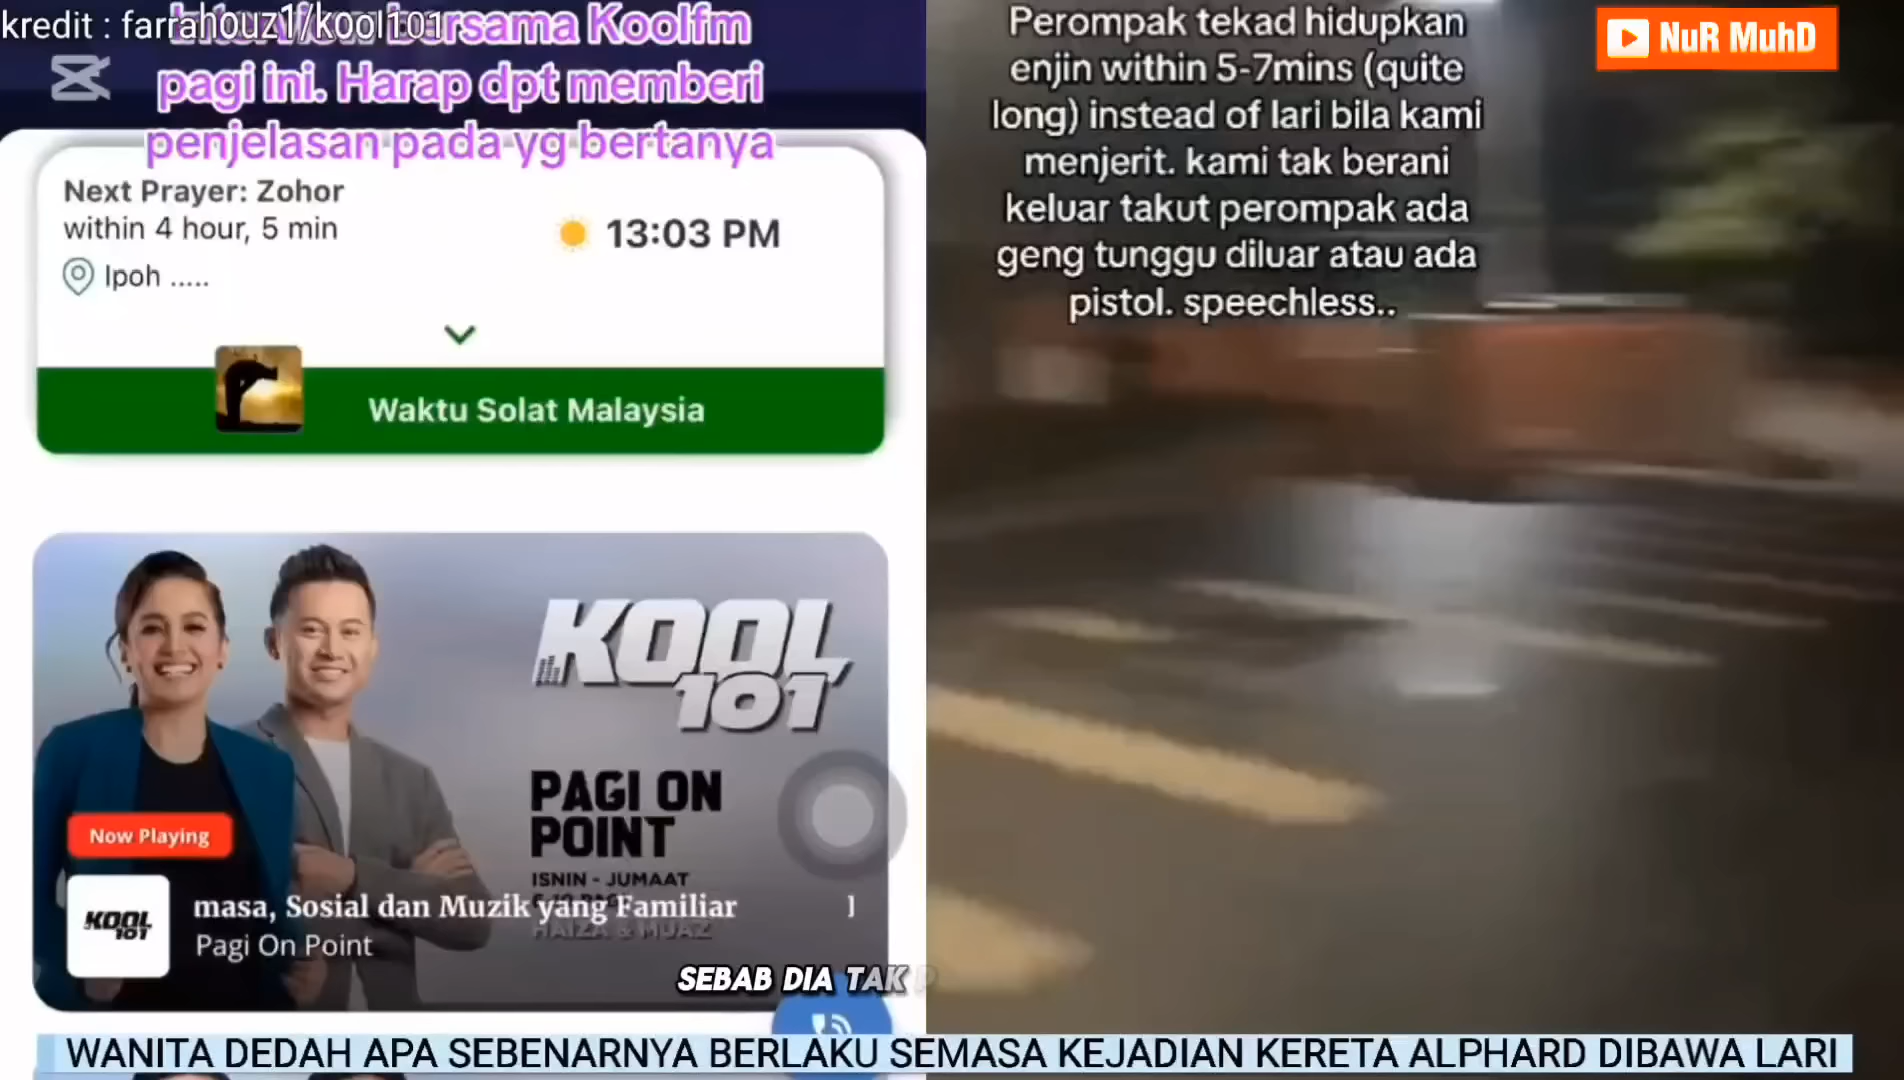 kredit : farrahouz1/kool101
bersama Koolfm
pagi ini. Harap dpt memberi
penjelasan pada yg bertanya
Next Prayer: Zohor
within 4 hour, 5 min
13:03 PM
Ipoh .....
Waktu Solat Malaysia
KOOL
101
PAGI ON
POINT
ISNIN - JUMAAT
HAIZA & MUAZ
Now Playing
KOOL
101
masa, Sosial dan Muzik yang Familiar
Pagi On Point
Perompak tekad hidupkan
enjin within 5-7mins (quite
long) instead of lari bila kami
menjerit. kami tak berani
keluar takut perompak ada
geng tunggu diluar atau ada
pistol. speechless..
NuR MuhD
SEBAB DIA TAK
WANITA DEDAH APA SEBENARNYA BERLAKU SEMASA KEJADIAN KERETA ALPHARD DIBAWA LARI